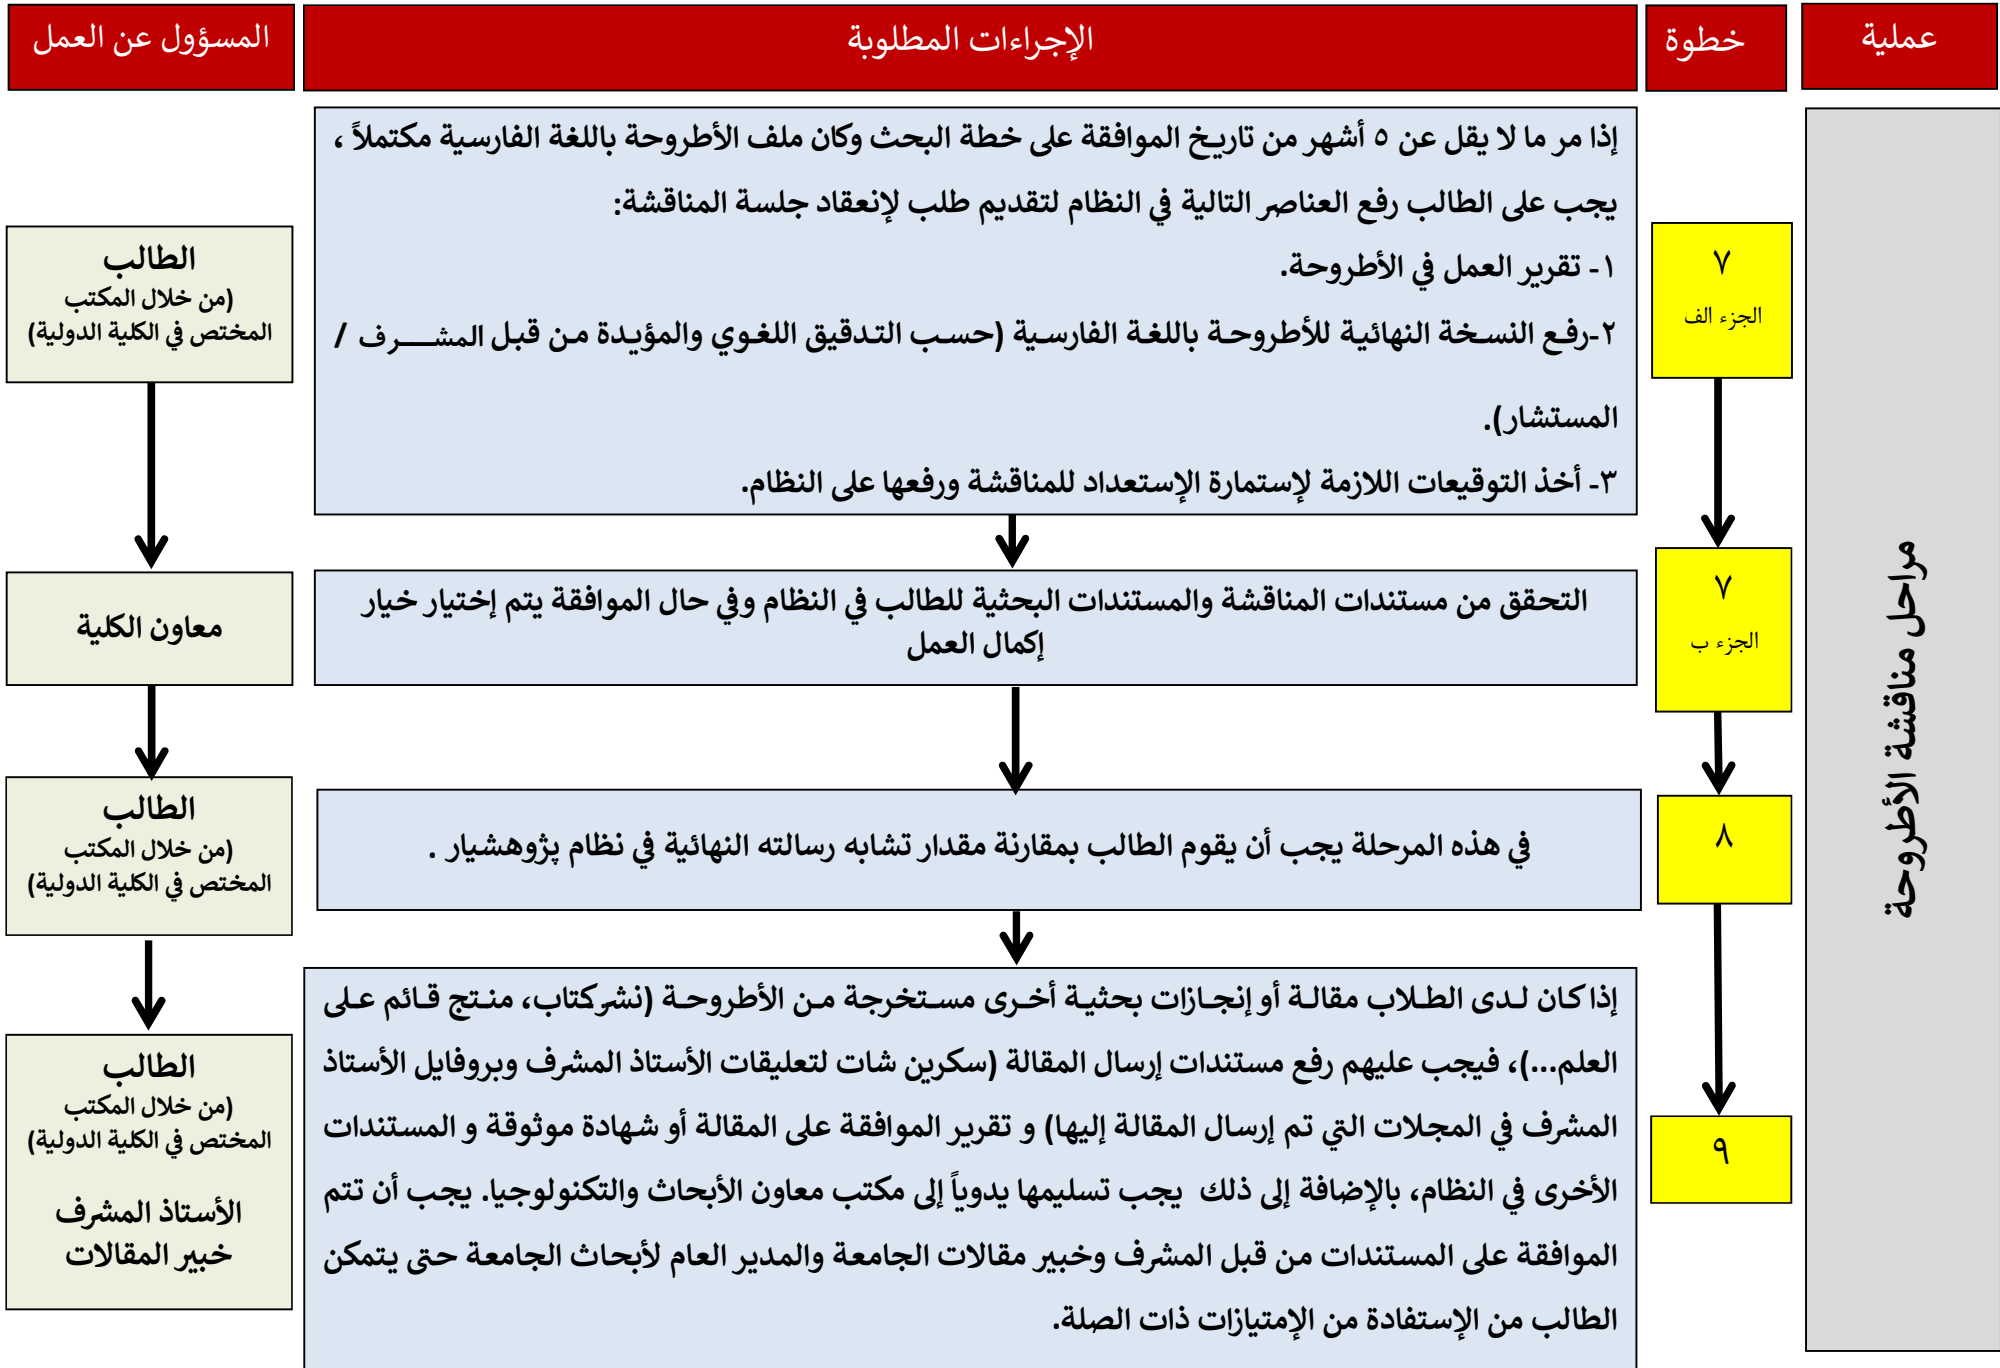 عملية
خطوة
الإجراءات المطلوبة
المسؤول عن العمل
مراحل مناقشة الأطروحة
٧
الجزء الف
إذا مر ما لا يقل عن ٥ أشهر من تاريخ الموافقة على خطة البحث وكان ملف الأطروحة باللغة الفارسية مكتملاً ،
يجب على الطالب رفع العناصر التالية في النظام لتقديم طلب لإنعقاد جلسة المناقشة:
١- تقرير العمل في الأطروحة.
٢-رفع النسخة النهائية للأطروحة باللغة الفارسية (حسب التدقيق اللغوي والمؤيدة من قبل المشرف /
المستشار).
٣- أخذ التوقيعات اللازمة لإستمارة الإستعداد للمناقشة ورفعها على النظام.
الطالب
(من خلال المكتب
المختص في الكلية الدولية)
٧
الجزء ب
التحقق من مستندات المناقشة والمستندات البحثية للطالب في النظام وفي حال الموافقة يتم إختيار خيار
إكمال العمل
معاون الكلية
٨
في هذه المرحلة يجب أن يقوم الطالب بمقارنة مقدار تشابه رسالته النهائية في نظام پژوهشیار .
الطالب
(من خلال المكتب
المختص في الكلية الدولية)
٩
إذا كان لدى الطلاب مقالة أو إنجازات بحثية أخرى مستخرجة من الأطروحة (نشر كتاب، منتج قائم على
العلم...)، فيجب عليهم رفع مستندات إرسال المقالة (سكرين شات لتعليقات الأستاذ المشرف وبروفايل الأستاذ
المشرف في المجلات التي تم إرسال المقالة إليها) و تقرير الموافقة على المقالة أو شهادة موثوقة و المستندات
الأخرى في النظام، بالإضافة إلى ذلك يجب تسليمها يدوياً إلى مكتب معاون الأبحاث والتكنولوجيا. يجب أن تتم
الموافقة على المستندات من قبل المشرف وخبير مقالات الجامعة والمدير العام لأبحاث الجامعة حتى يتمكن
الطالب من الإستفادة من الإمتيازات ذات الصلة.
الطالب
(من خلال المكتب
المختص في الكلية الدولية)
الأستاذ المشرف
خبير المقالات